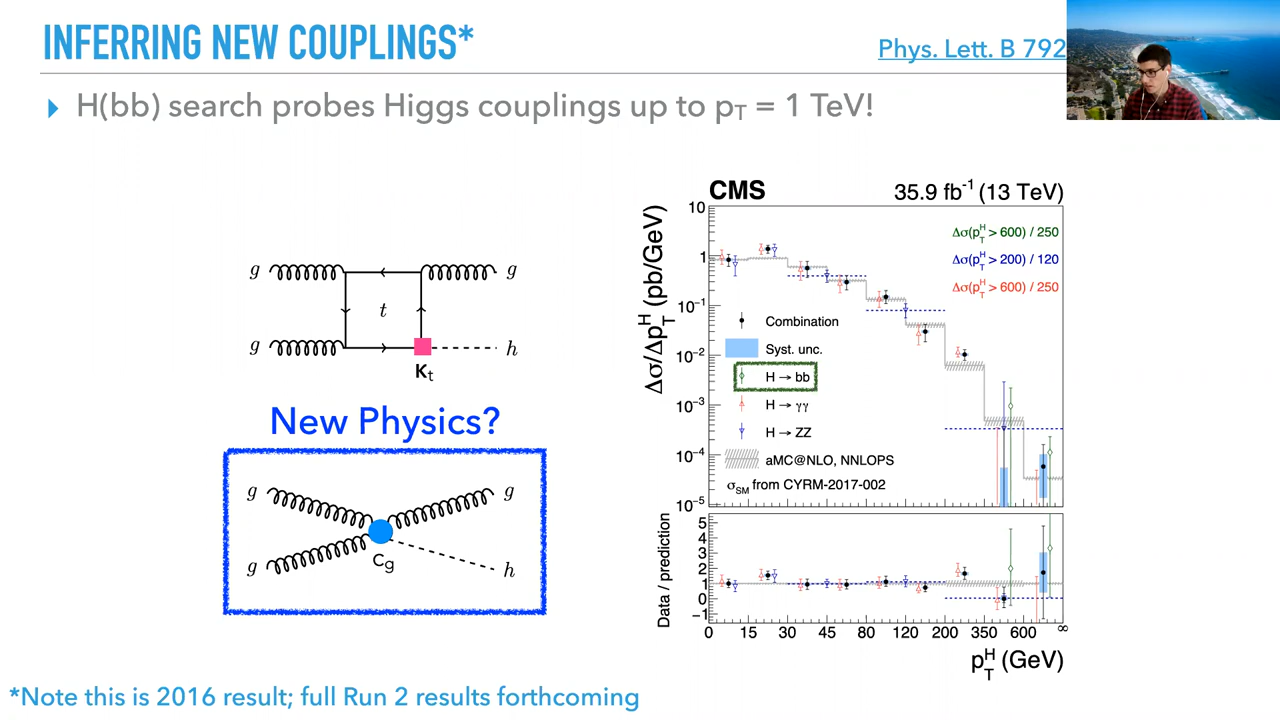 INFERRING NEW COUPLINGS*
Phys. Lett. B 792
H(bb) search probes Higgs couplings up to pT = 1 TeV!
g
g
t
g
h
κt
New Physics?
g
g
cg
g
h
CMS
35.9 fb-1 (13 TeV)
Δσ/ΔpTH (pb/GeV)
10
1
10-1
10-2
10-3
10-4
10-5
Δσ(pTH > 600) / 250
Δσ(pTH > 200) / 120
Δσ(pTH > 600) / 250
Combination
Syst. unc.
H → bb
H → γγ
H → ZZ
aMC@NLO, NNLOPS
σSM from CYRM-2017-002
Data / prediction
5
4
3
2
1
0
−1
0 15 30 45 80 120 200 350 600 ∞
pTH (GeV)
*Note this is 2016 result; full Run 2 results forthcoming